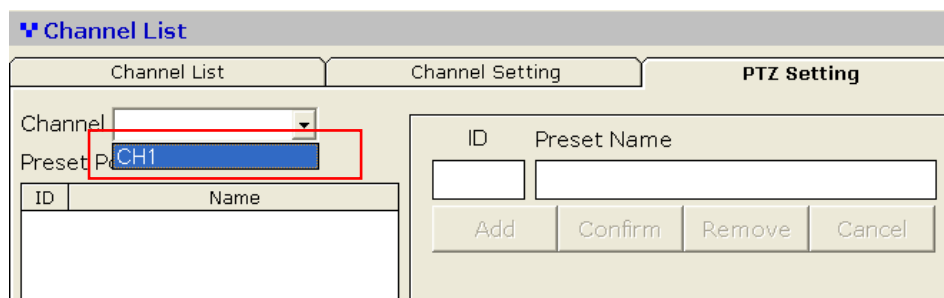 Channel List
Channel List Channel Setting PTZ Setting
Channel
CH1
Preset
ID Name
ID Preset Name
Add Confirm Remove Cancel